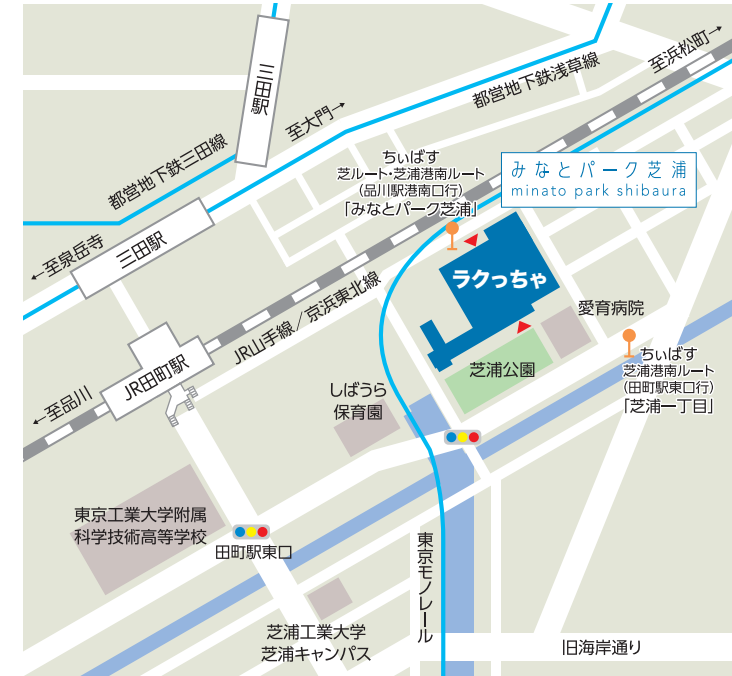 三田駅
至浜松町→
都営地下鉄浅草線
至大門→
都営地下鉄三田線
ちぃばす
芝ルート・芝浦港南ルート
(品川駅港南口行)
「みなとパーク芝浦」
みなとパーク芝浦
minato park shibaura
←至泉岳寺
三田駅
ラクっちゃ
JR山手線/京浜東北線
愛育病院
ちぃばす
芝浦港南ルート
(田町駅東口行)
「芝浦一丁目」
芝浦公園
JR田町駅
←至品川
しばうら
保育園
東京工業大学附属
科学技術高等学校
田町駅東口
東京モノレール
芝浦工業大学
芝浦キャンパス
旧海岸通り